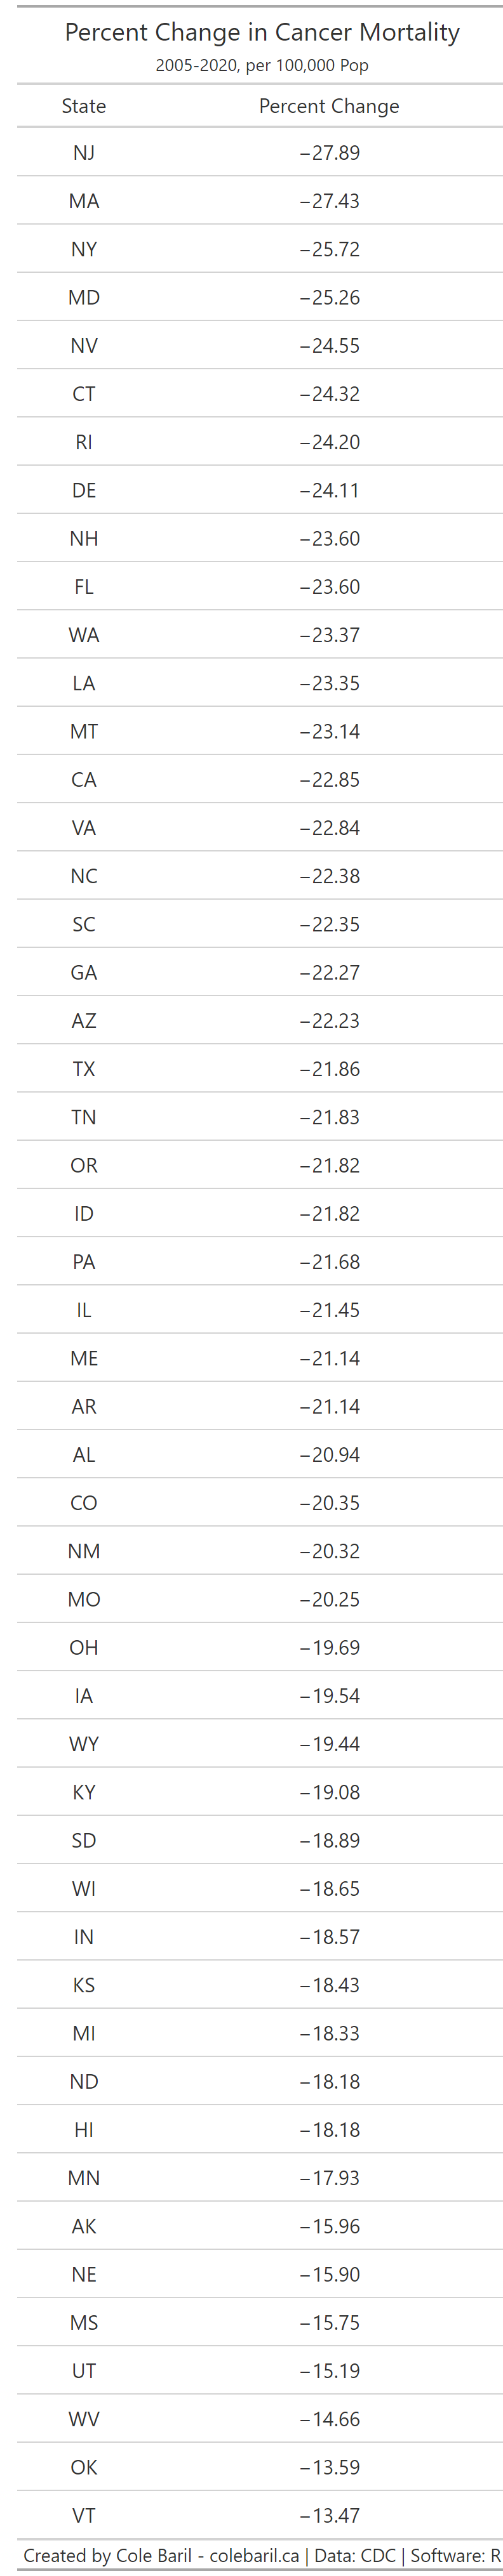 Percent Change in Cancer Mortality
2005-2020, per 100,000 Pop
State Percent Change
NJ −27.89
MA −27.43
NY −25.72
MD −25.26
NV −24.55
CT −24.32
RI −24.20
DE −24.11
NH −23.60
FL −23.60
WA −23.37
LA −23.35
MT −23.14
CA −22.85
VA −22.84
NC −22.38
SC −22.35
GA −22.27
AZ −22.23
TX −21.86
TN −21.83
OR −21.82
ID −21.82
PA −21.68
IL −21.45
ME −21.14
AR −21.14
AL −20.94
CO −20.35
NM −20.32
MO −20.25
OH −19.69
IA −19.54
WY −19.44
KY −19.08
SD −18.89
WI −18.65
IN −18.57
KS −18.43
MI −18.33
ND −18.18
HI −18.18
MN −17.93
AK −15.96
NE −15.90
MS −15.75
UT −15.19
WV −14.66
OK −13.59
VT −13.47
Created by Cole Baril - colebaril.ca | Data: CDC | Software: R